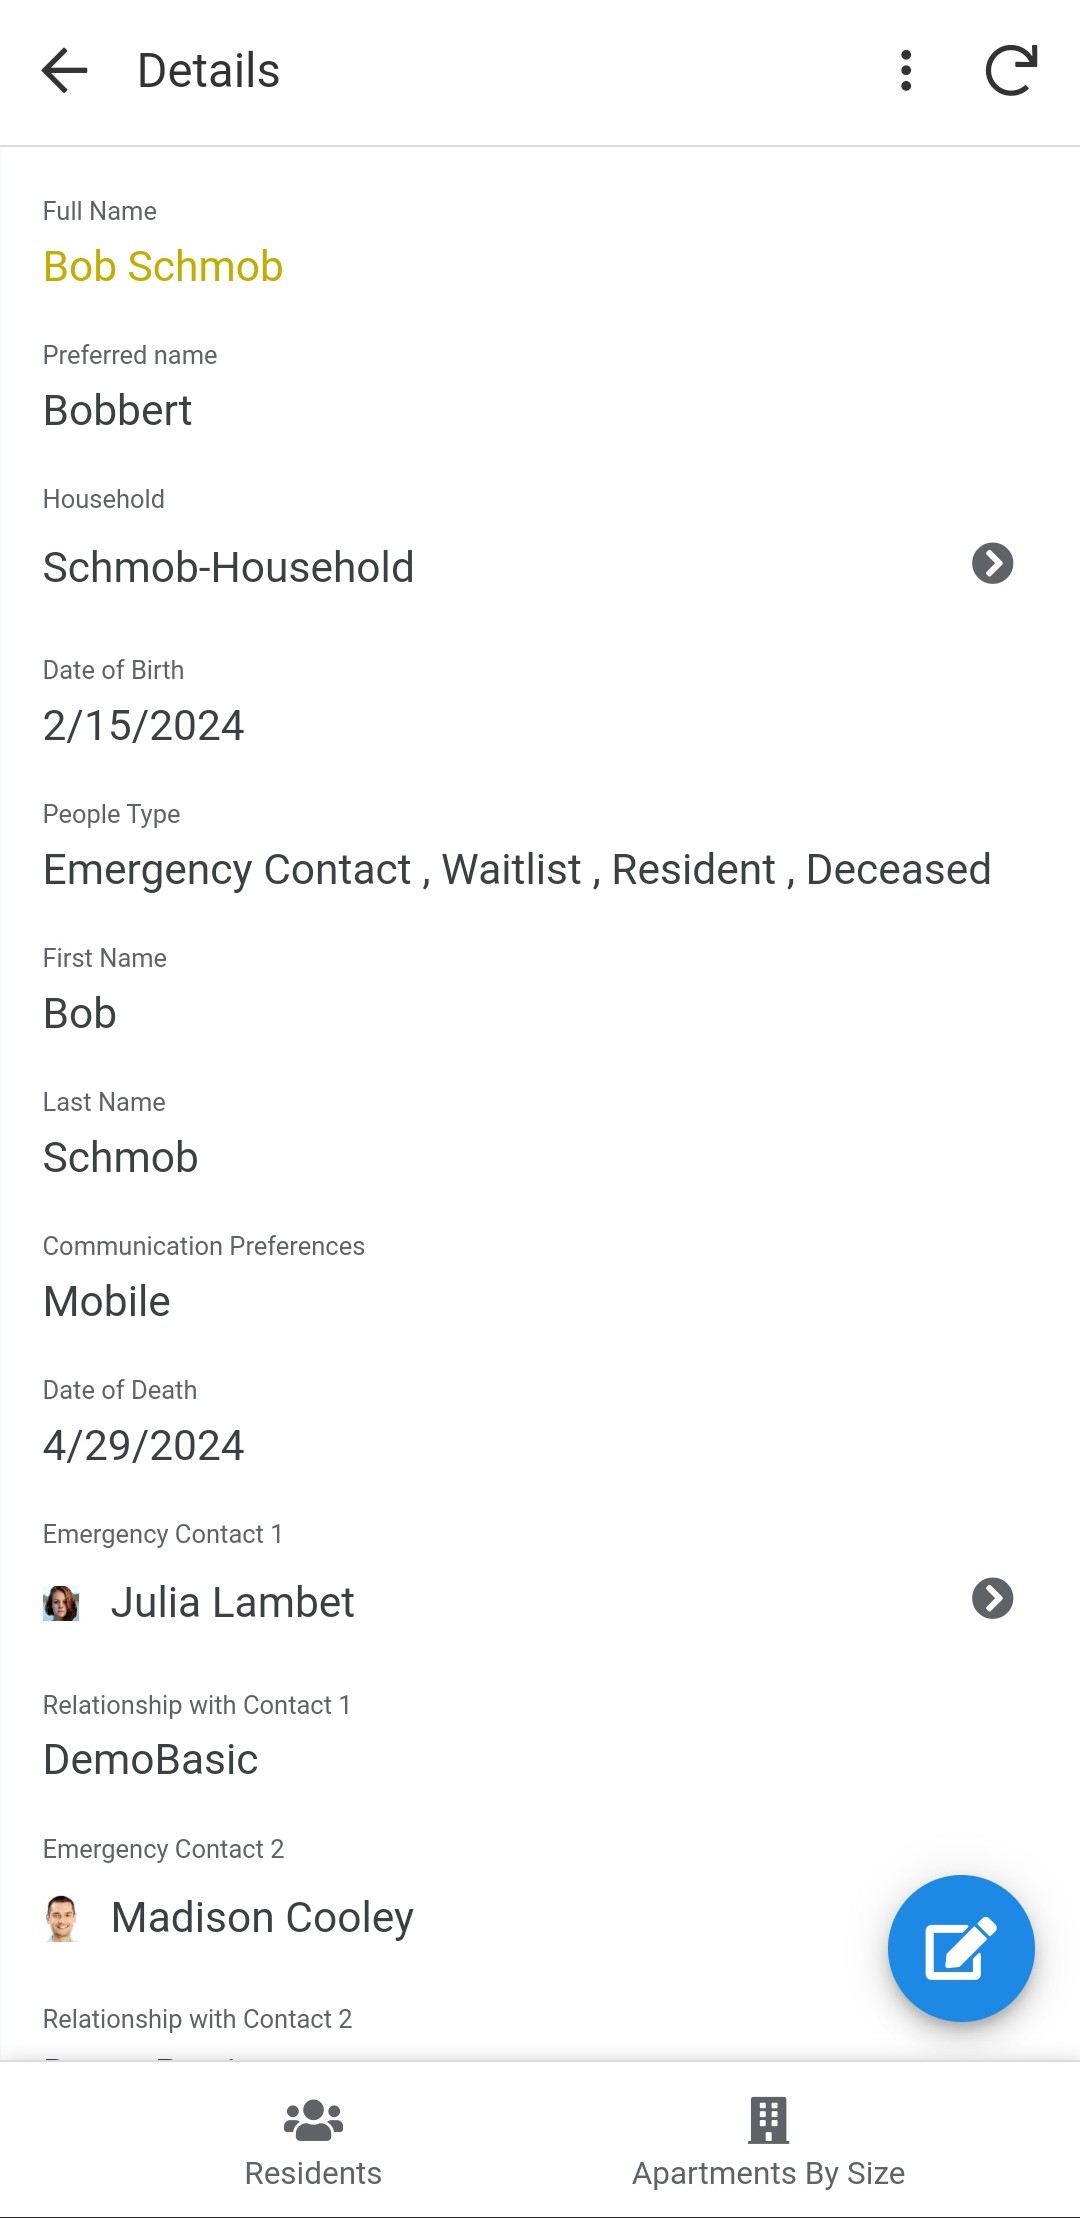 Details
Full Name
Bob Schmob
Preferred name
Bobbert
Household
Schmob-Household
Date of Birth
2/15/2024
People Type
Emergency Contact , Waitlist , Resident , Deceased
First Name
Bob
Last Name
Schmob
Communication Preferences
Mobile
Date of Death
4/29/2024
Emergency Contact 1
Julia Lambet
Relationship with Contact 1
DemoBasic
Emergency Contact 2
Madison Cooley
Relationship with Contact 2
Residents
Apartments By Size